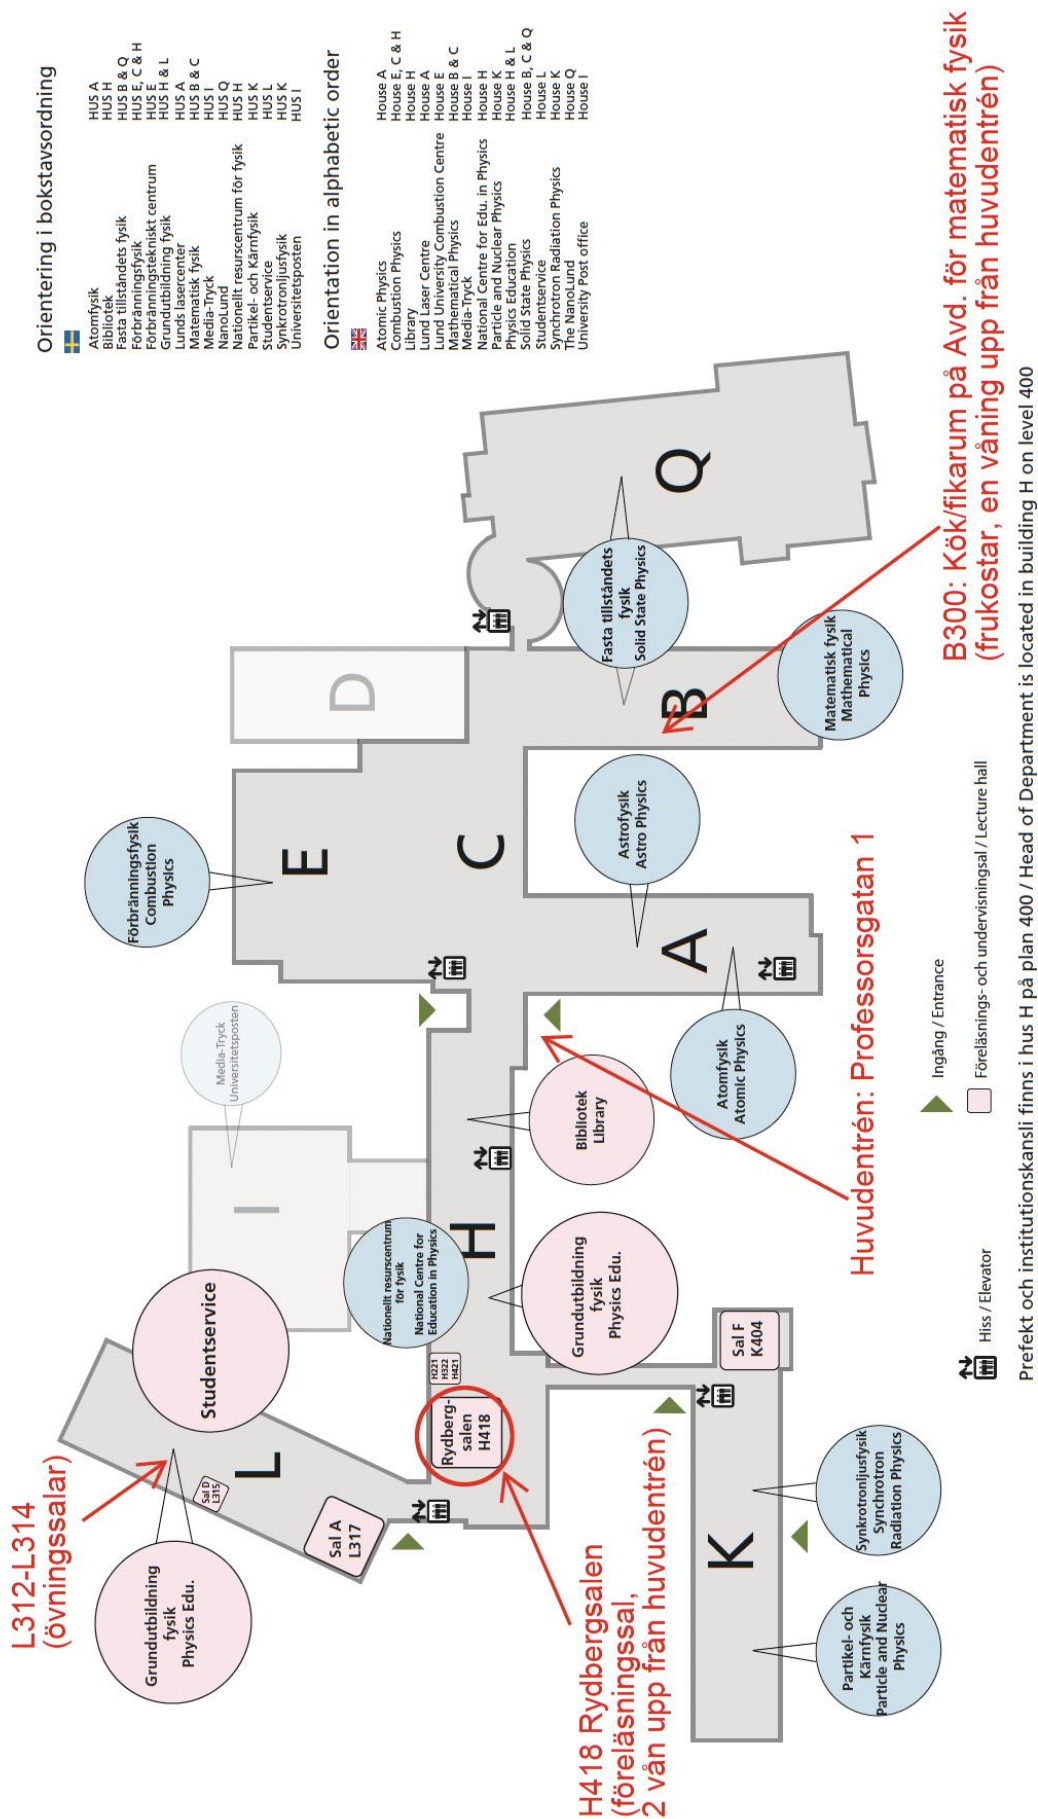 L312-L314
(övningssalar)
Grundutbildning
fysik
Physics Edu.
Studentservice
Sal D
L315
L
Sal A
L317
Media-Tryck
Universitetsposten
I
Förbränningsfysik
Combustion
Physics
E
D
Nationellt resurscentrum
för fysik
National Centre for
Education in Physics
H221
H322
H421
Rydberg-
salen
H418
H
C
Bibliotek
Library
Grundutbildning
fysik
Physics Edu.
H418 Rydbergsalen
(föreläsningssal,
2 vån upp från huvudentrén)
Sal F
K404
K
Partikel- och
Kärnfysik
Particle and Nuclear
Physics
Synkrotronljusfysik
Synchrotron
Radiation Physics
Atomfysik
Atomic Physics
A
Astrofysik
Astro Physics
B
Fasta tillståndets
fysik
Solid State Physics
Matematisk fysik
Mathematical
Physics
Q
Huvudentrén: Professorsgatan 1
B300: Kök/fikarum på Avd. för matematisk fysik
(frukostar, en våning upp från huvudentrén)
Orientering i bokstavsordning
Atomfysik HUS A
Bibliotek HUS H
Fasta tillståndets fysik HUS B & Q
Förbränningsfysik HUS E, C & H
Förbränningstekniskt centrum HUS E
Grundutbildning fysik HUS H & L
Lunds lasercenter HUS A
Matematisk fysik HUS B & C
Media-Tryck HUS I
NanoLund HUS Q
Nationellt resurscentrum för fysik HUS H
Partikel- och Kärnfysik HUS K
Studentservice HUS L
Synkrotronljusfysik HUS K
Universitetsposten HUS I
Orientation in alphabetic order
Atomic Physics House A
Combustion Physics House E, C & H
Library House H
Lund Laser Centre House A
Lund University Combustion Centre House E
Mathematical Physics House B & C
Media-Tryck House I
National Centre for Edu. in Physics House H
Particle and Nuclear Physics House K
Physics Education House H & L
Solid State Physics House B, C & Q
Studentservice House L
Synchrotron Radiation Physics House K
The NanoLund House Q
University Post office House I
Hiss / Elevator
Ingång / Entrance
Föreläsnings- och undervisningsal / Lecture hall
Prefekt och institutionskansli finns i hus H på plan 400 / Head of Department is located in building H on level 400